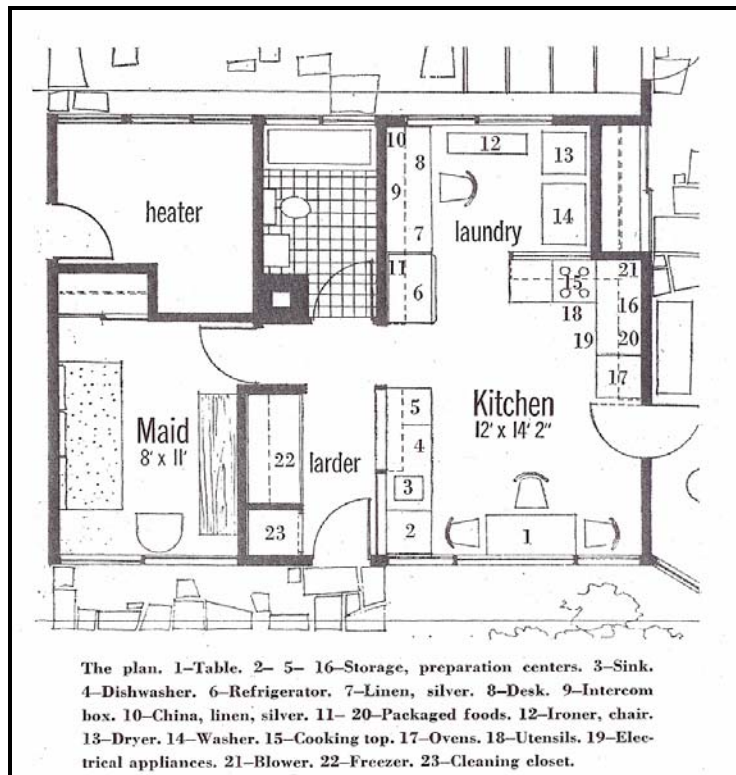 10
8
12
13
heater
9
7
laundry
14
11
6
21
15
16
18
19
20
17
Maid
8' x 11'
5
4
Kitchen
12' x 14' 2"
22
larder
3
23
2
1
The plan. 1—Table. 2— 5— 16—Storage, preparation centers. 3—Sink.
4—Dishwasher. 6—Refrigerator. 7—Linen, silver. 8—Desk. 9—Intercom
box. 10—China, linen, silver. 11— 20—Packaged foods. 12—Ironer, chair.
13—Dryer. 14—Washer. 15—Cooking top. 17—Ovens. 18—Utensils. 19—Elec-
trical appliances. 21—Blower. 22—Freezer. 23—Cleaning closet.